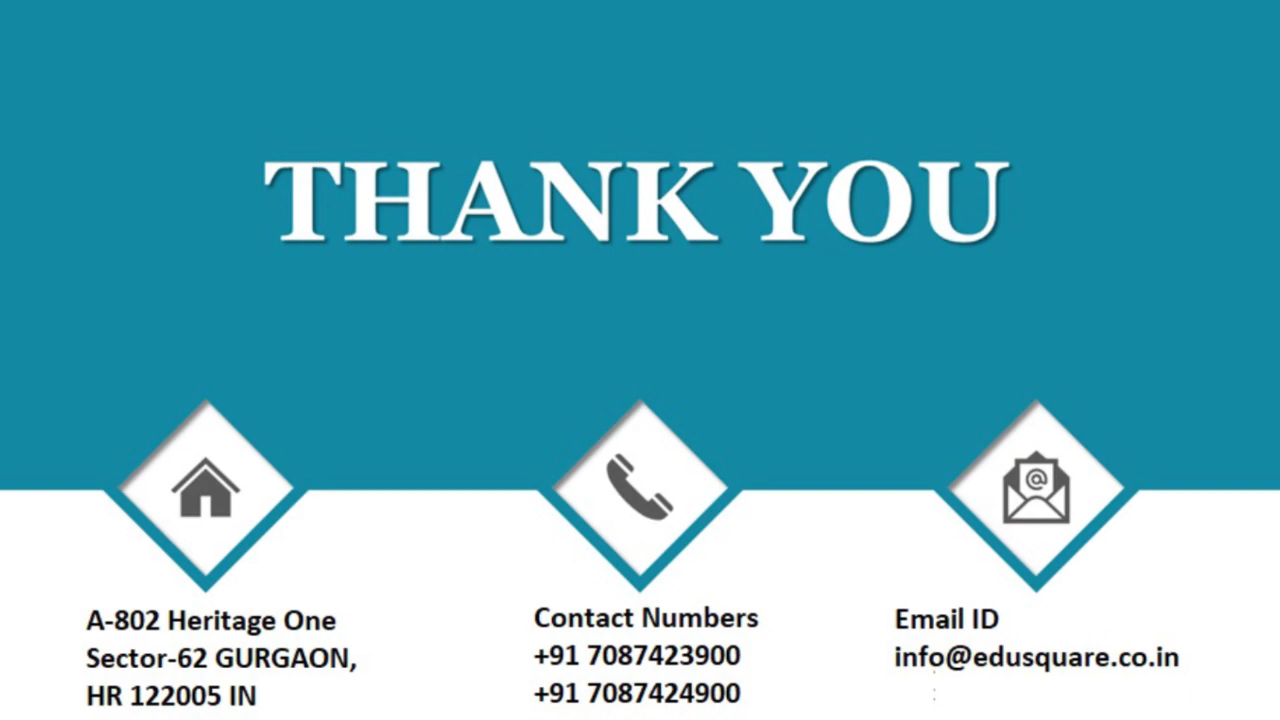 THANK YOU
A-802 Heritage One
Sector-62 GURGAON,
HR 122005 IN
Contact Numbers
+91 7087423900
+91 7087424900
Email ID
info@edusquare.co.in